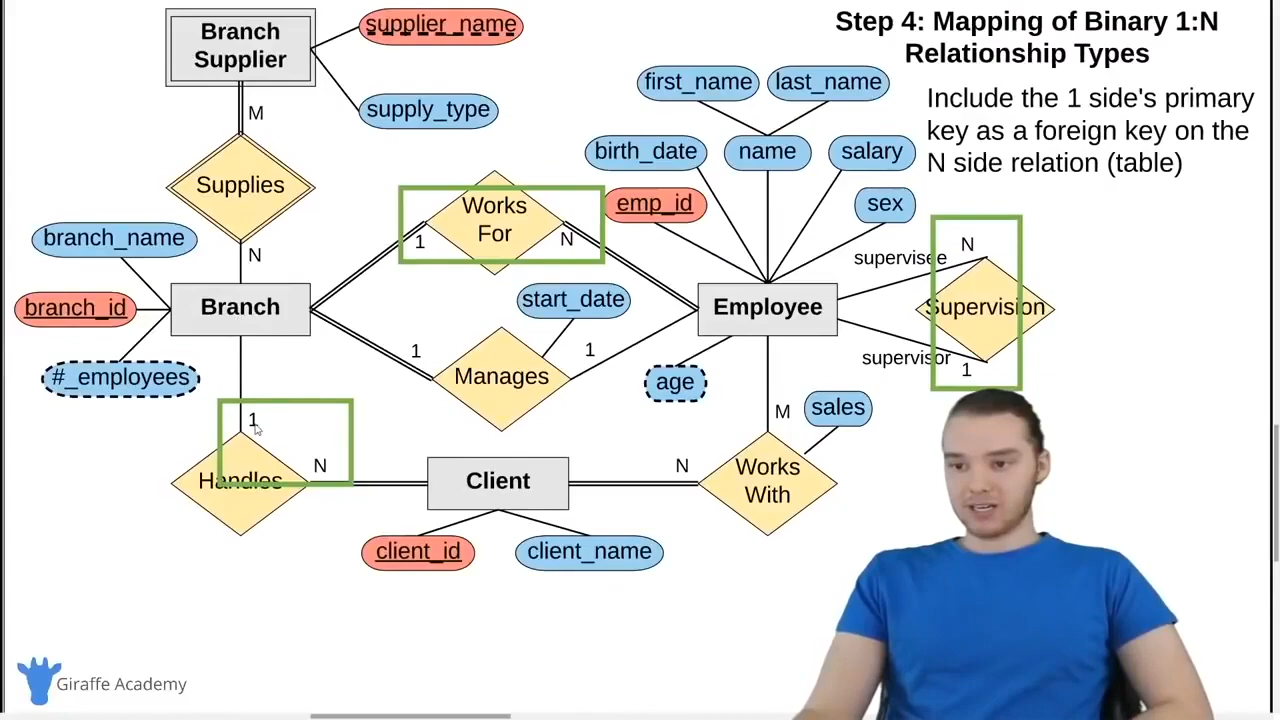 Step 4: Mapping of Binary 1:N
Relationship Types
Include the 1 side's primary
key as a foreign key on the
N side relation (table)
Branch
Supplier
supplier_name
supply_type
M
Supplies
N
branch_name
branch_id
#_employees
Branch
Works
For
1
N
start_date
Manages
1
1
first_name
last_name
birth_date
name
salary
emp_id
sex
Employee
age
supervisee
N
Supervision
supervisor
1
1
Handles
N
Client
client_id
client_name
N
Works
With
M
sales
Giraffe Academy